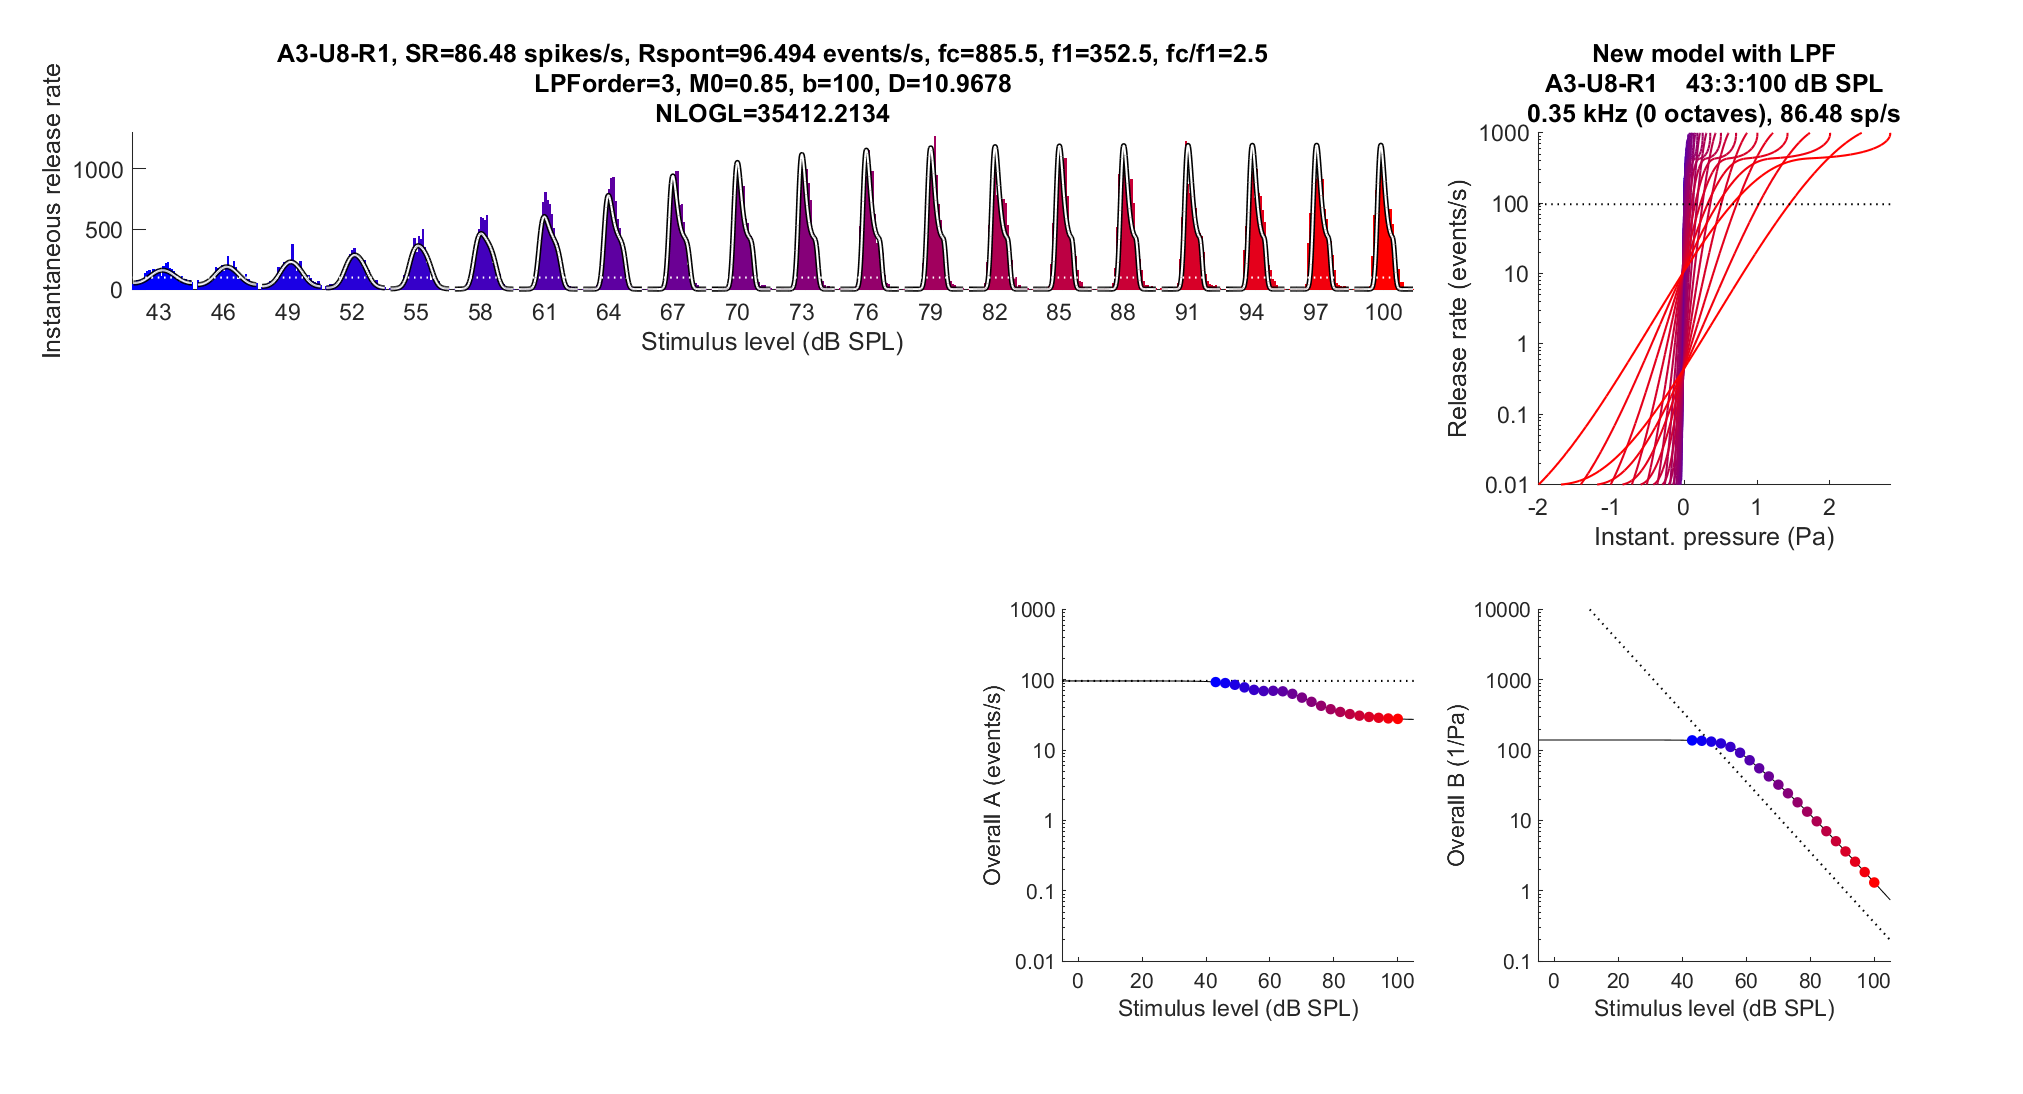 A3-U8-R1, SR=86.48 spikes/s, Rspont=96.494 events/s, fc=885.5, f1=352.5, fc/f1=2.5
LPForder=3, M0=0.85, b=100, D=10.9678
NLOGL=35412.2134
Instantaneous release rate
1000
500
0
43 46 49 52 55 58 61 64 67 70 73 76 79 82 85 88 91 94 97 100
Stimulus level (dB SPL)
New model with LPF
A3-U8-R1 43:3:100 dB SPL
0.35 kHz (0 octaves), 86.48 sp/s
Release rate (events/s)
1000
100
10
1
0.1
0.01
-2 -1 0 1 2
Instant. pressure (Pa)
Overall A (events/s)
1000
100
10
1
0.1
0.01
0 20 40 60 80 100
Stimulus level (dB SPL)
Overall B (1/Pa)
10000
1000
100
10
1
0.1
0 20 40 60 80 100
Stimulus level (dB SPL)